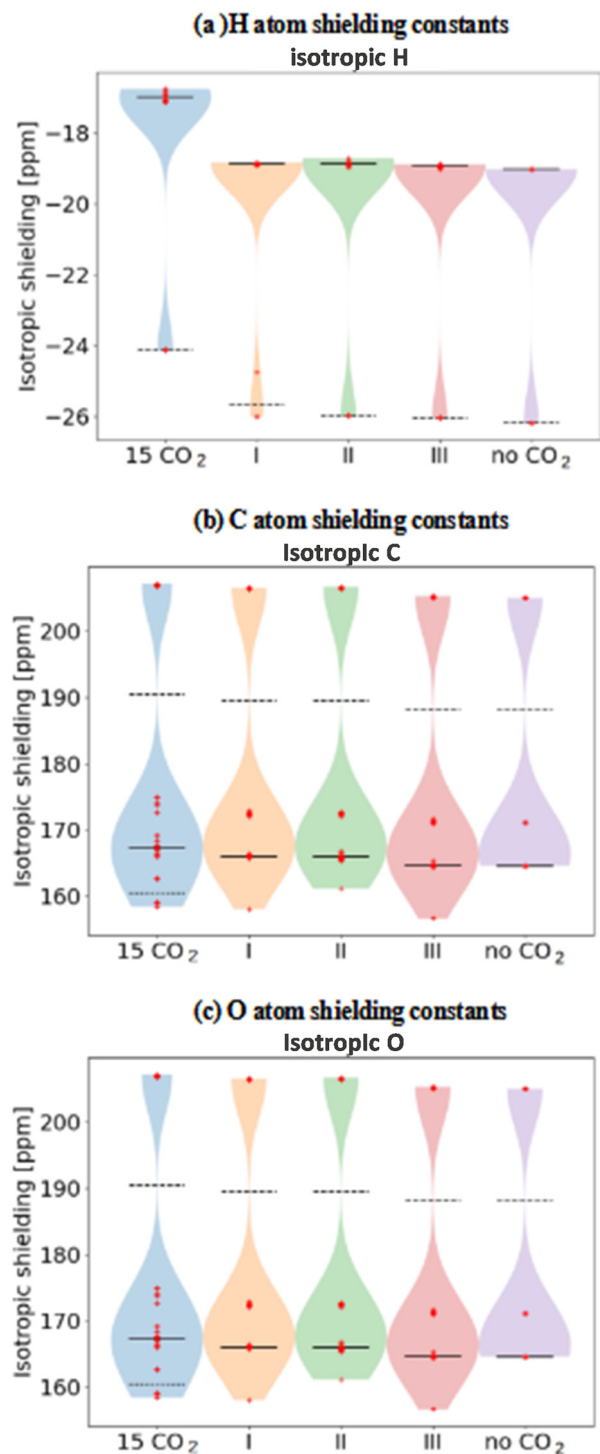 (a )H atom shielding constants
isotropic H
Isotropic shielding [ppm]
−18
−20
−22
−24
−26
15 CO2 I II III no CO2
(b) C atom shielding constants
Isotropic C
Isotropic shielding [ppm]
200
190
180
170
160
15 CO2 I II III no CO2
(c) O atom shielding constants
Isotropic O
Isotropic shielding [ppm]
200
190
180
170
160
15 CO2 I II III no CO2